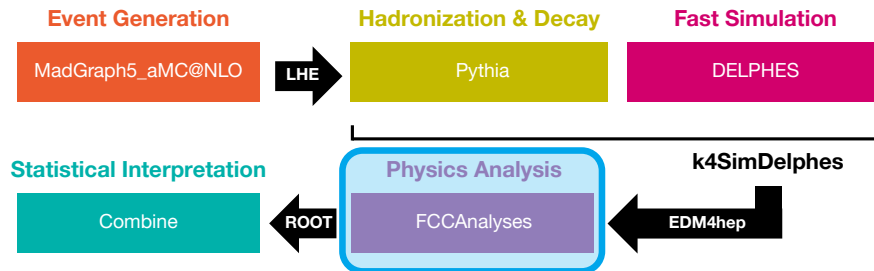 Event Generation
Hadronization & Decay
Fast Simulation
MadGraph5_aMC@NLO
LHE
Pythia
DELPHES
k4SimDelphes
Statistical Interpretation
Physics Analysis
Combine
ROOT
FCCAnalyses
EDM4hep